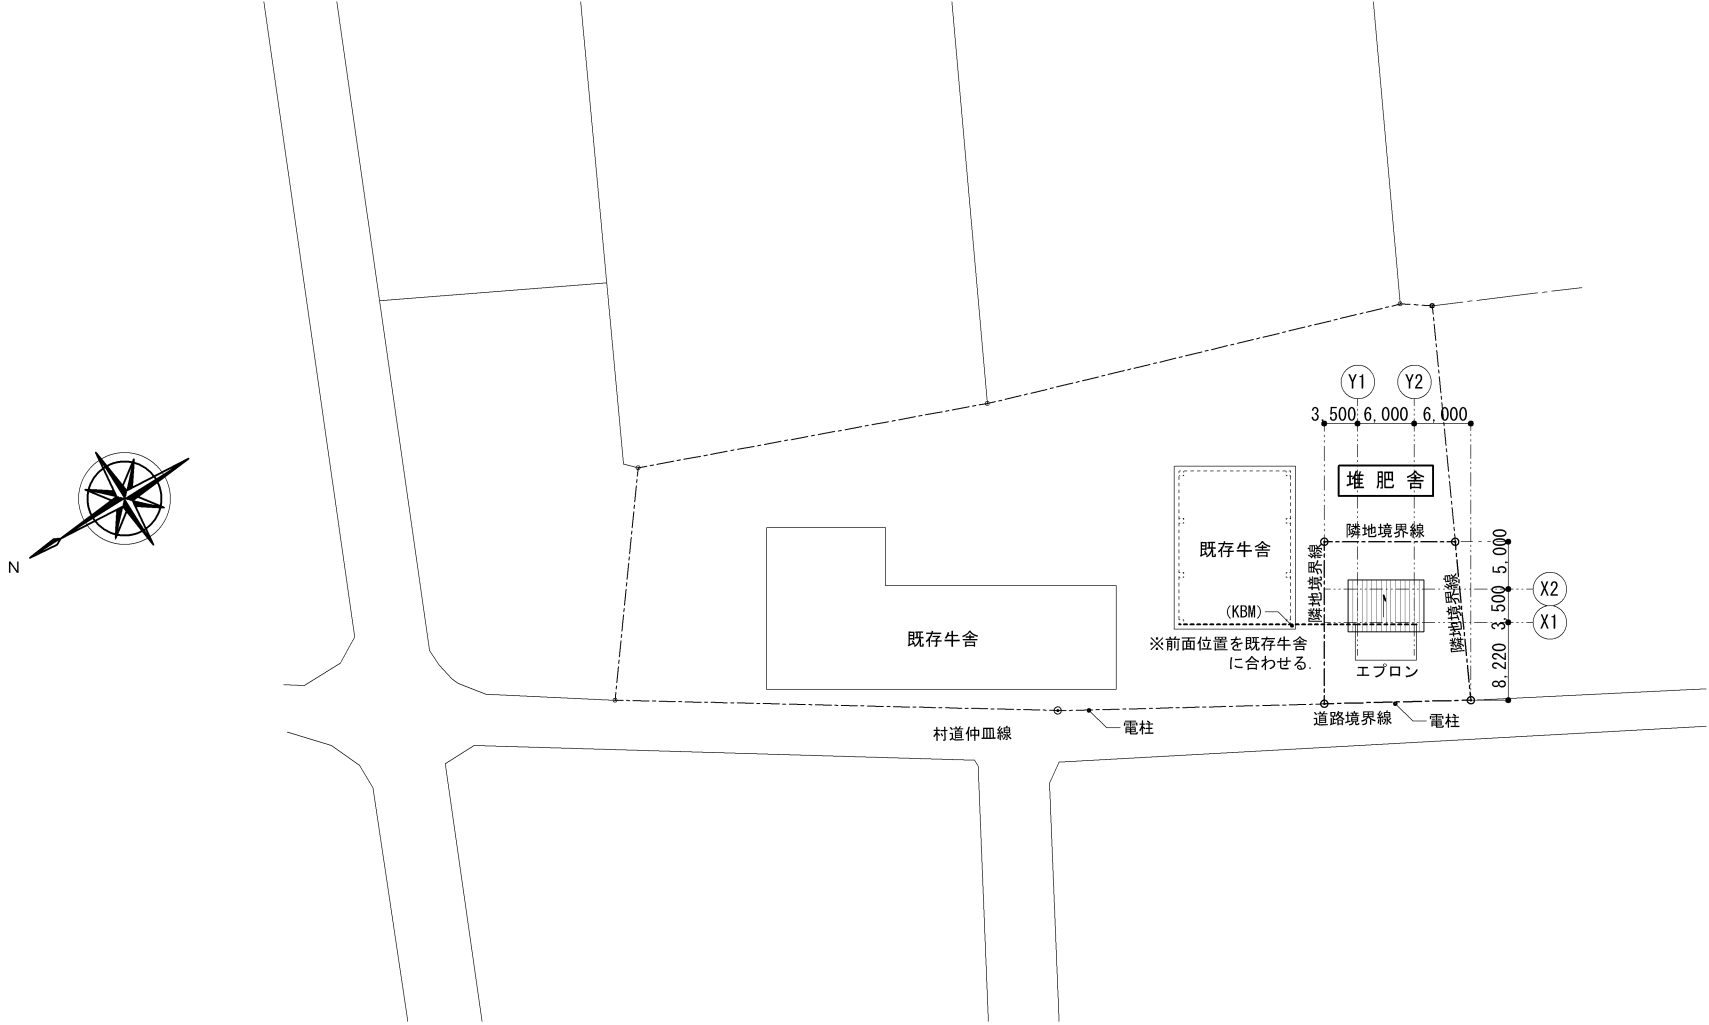 Y1
Y2
3,500
6,000
6,000
堆 肥 舎
隣地境界線
既存牛舎
隣地境界線
隣地境界線
5,000
3,500
8,220
X2
X1
N
(KBM)
既存牛舎
※前面位置を既存牛舎
に合わせる.
エプロン
道路境界線
電柱
電柱
村道仲皿線